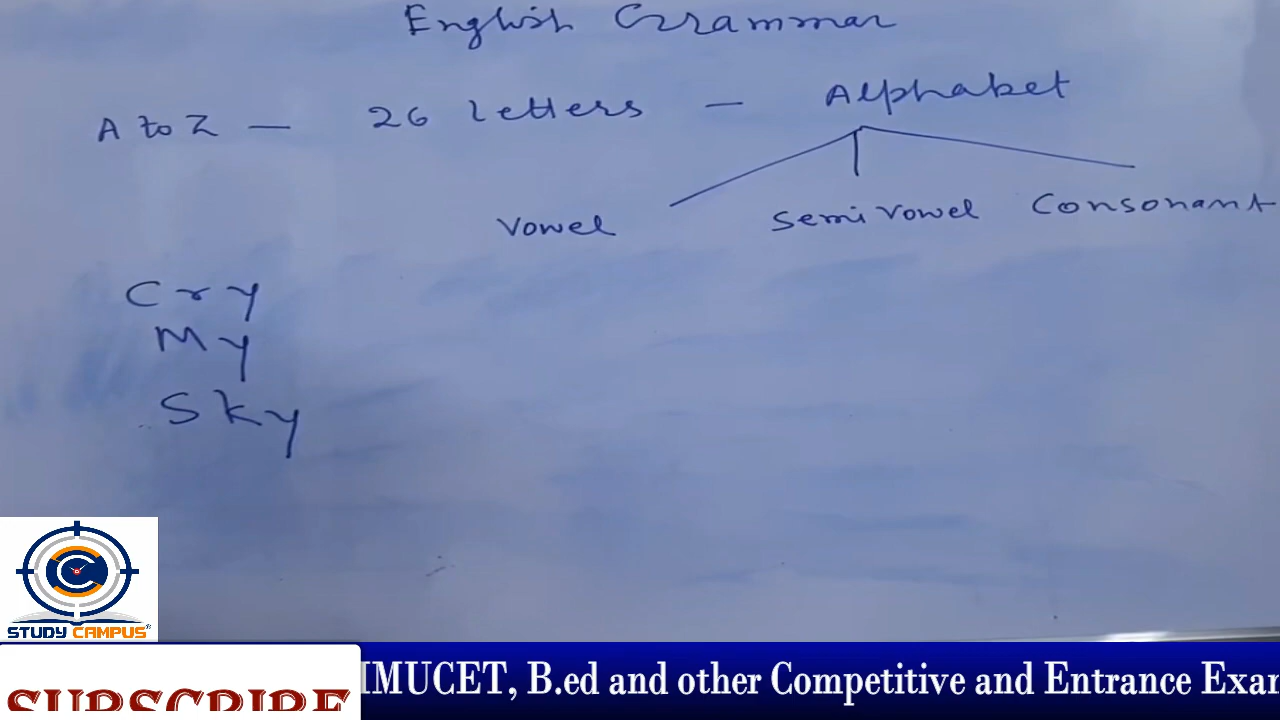 English Grammar
A to Z — 26 Letters — Alphabet
Vowel Semi Vowel Consonant
Cry
My
Sky
STUDY CAMPUS®
SUBSCRIBE
IMUCET, B.ed and other Competitive and Entrance Exa